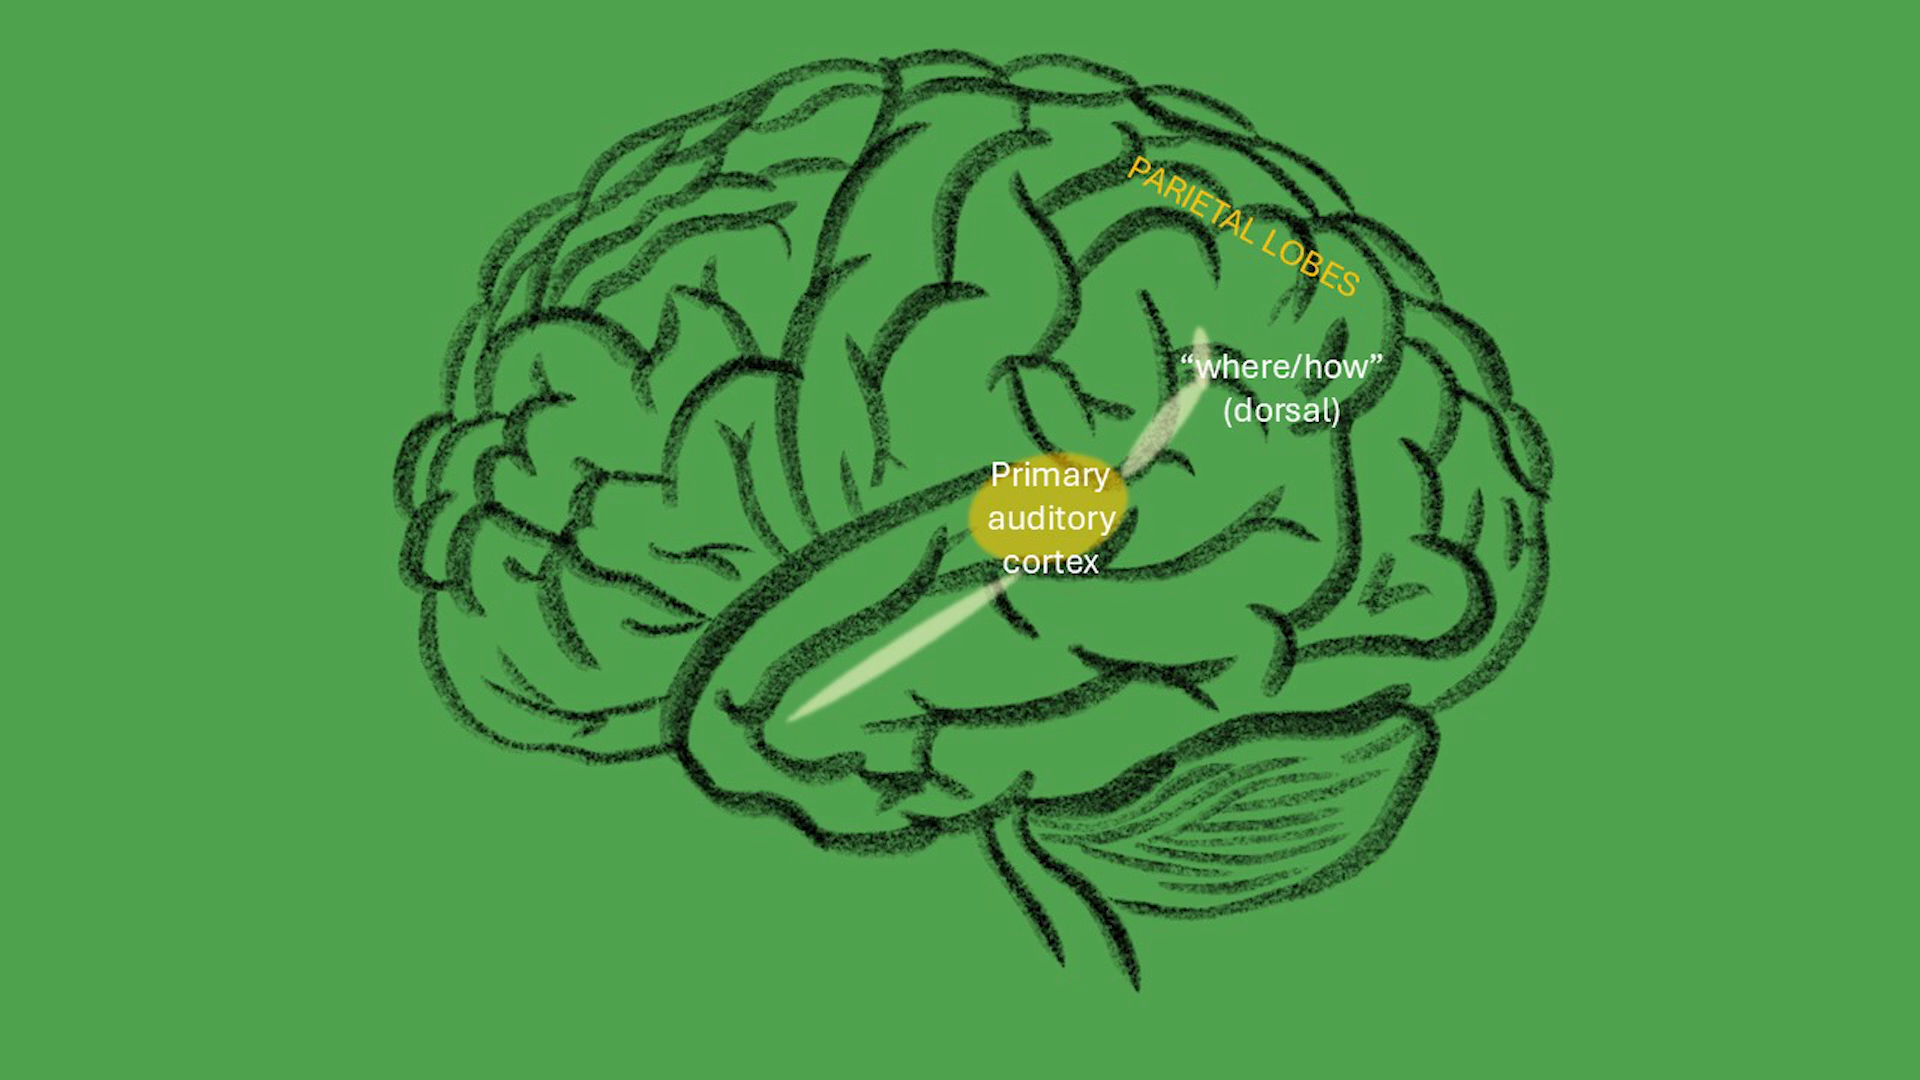 PARIETAL LOBES
“where/how”
(dorsal)
Primary
auditory
cortex